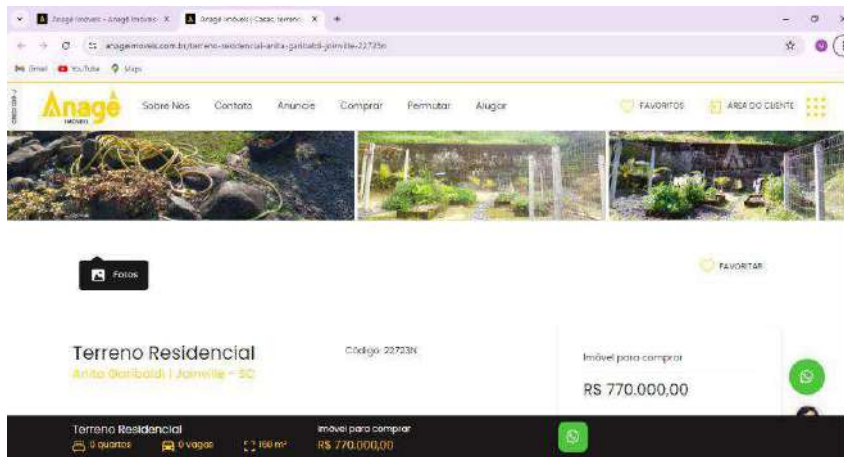 Anagê Imóveis - Anagê Imóveis
Anagê Imóveis | Casas, terreno
anageimoveis.com.br/terreno-residencial-anita-garibaldi-joinville-22723n
Gmail YouTube Maps
Anagê
IMÓVEIS
Sobre Nós Contato Anuncie Comprar Permutar Alugar FAVORITOS ÁREA DO CLIENTE
Fotos
FAVORITAR
Terreno Residencial
Código: 22723N
Anita Garibaldi | Joinville - SC
Imóvel para comprar
R$ 770.000,00
Terreno Residencial
0 quartos 0 vagas 160 m²
Imóvel para comprar
R$ 770.000,00